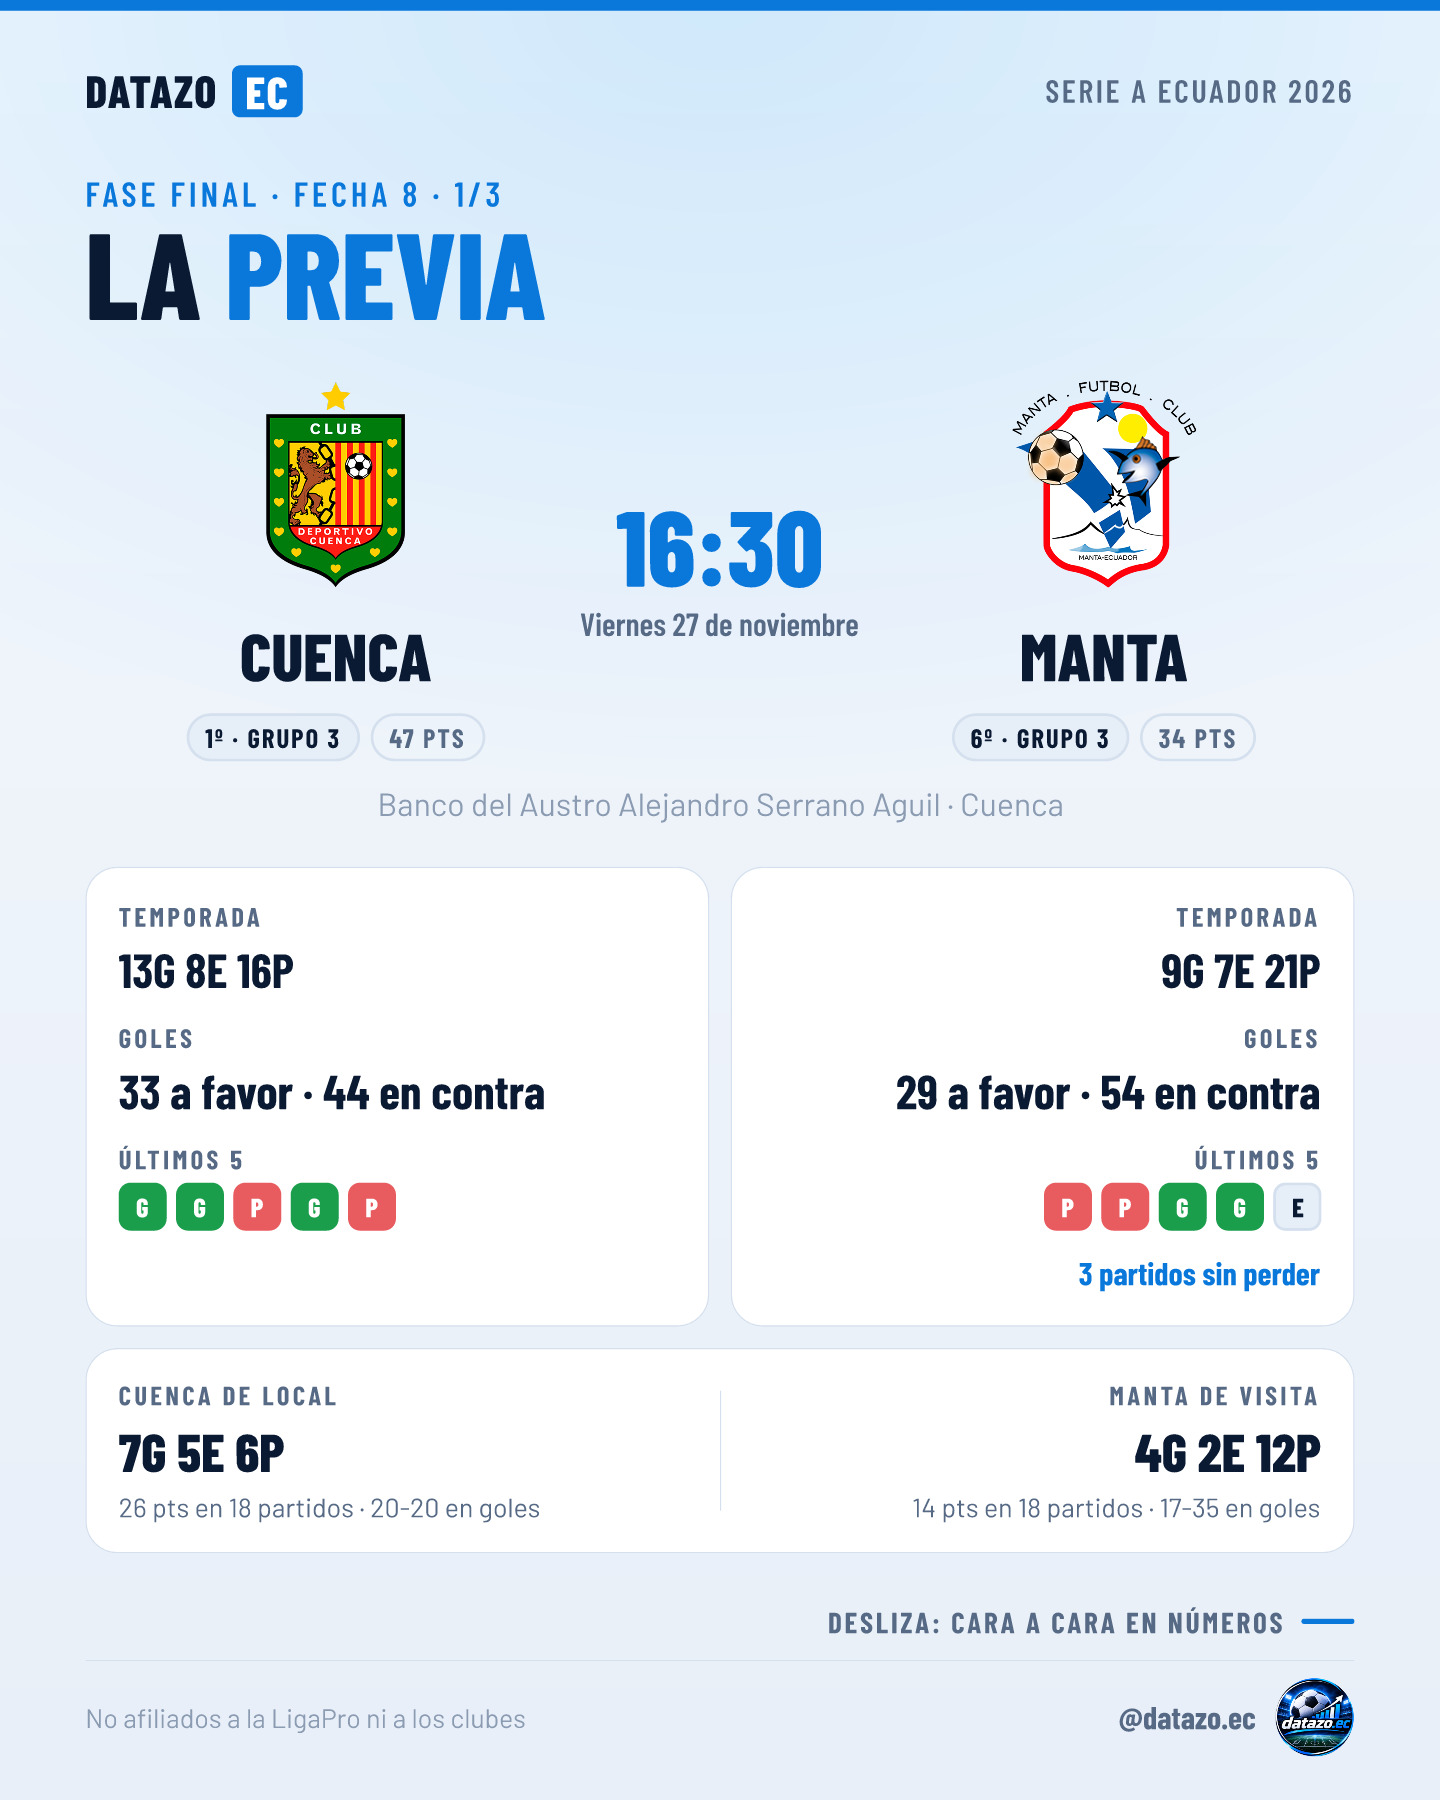 DATAZO EC
SERIE A ECUADOR 2026
FASE FINAL · FECHA 8 · 1/3
LA PREVIA
CLUB
DEPORTIVO
CUENCA
MANTA · FUTBOL · CLUB
MANTA-ECUADOR
16:30
Viernes 27 de noviembre
CUENCA
MANTA
1º · GRUPO 3
47 PTS
6º · GRUPO 3
34 PTS
Banco del Austro Alejandro Serrano Aguil · Cuenca
TEMPORADA
13G 8E 16P
GOLES
33 a favor · 44 en contra
ÚLTIMOS 5
G G P G P
TEMPORADA
9G 7E 21P
GOLES
29 a favor · 54 en contra
ÚLTIMOS 5
P P G G E
3 partidos sin perder
CUENCA DE LOCAL
7G 5E 6P
26 pts en 18 partidos · 20-20 en goles
MANTA DE VISITA
4G 2E 12P
14 pts en 18 partidos · 17-35 en goles
DESLIZA: CARA A CARA EN NÚMEROS
No afiliados a la LigaPro ni a los clubes
@datazo.ec
datazo.ec